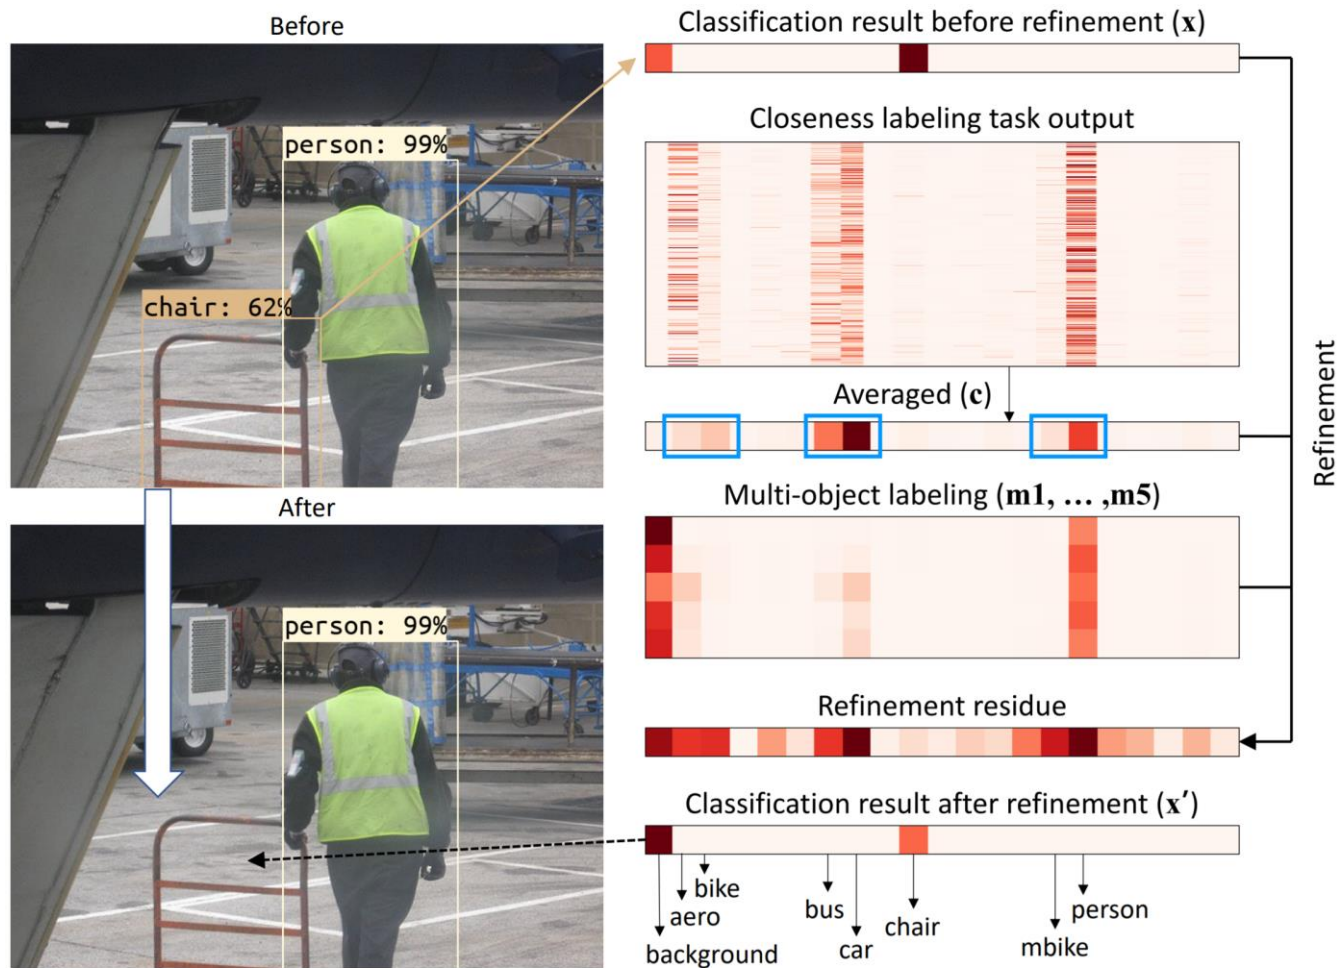 Before
person: 99%
chair: 62%
After
person: 99%
Classification result before refinement (x)
Closeness labeling task output
Averaged (c)
Multi-object labeling (m1, … ,m5)
Refinement residue
Classification result after refinement (x′)
bike
aero
background
bus
car
chair
mbike
person
Refinement